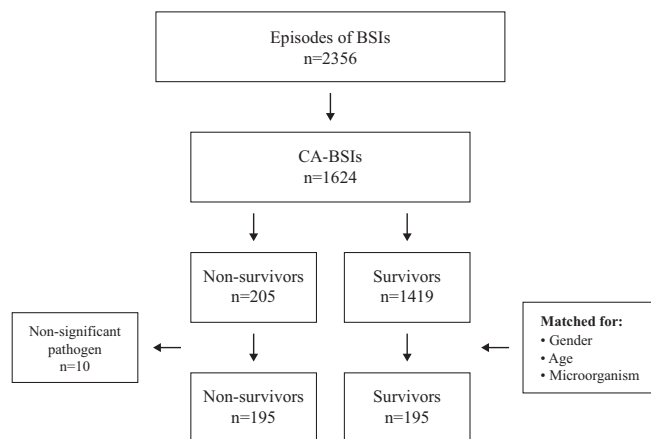 Episodes of BSIs
n=2356
CA-BSIs
n=1624
Non-survivors
n=205
Survivors
n=1419
Non-significant
pathogen
n=10
Matched for:
• Gender
• Age
• Microorganism
Non-survivors
n=195
Survivors
n=195